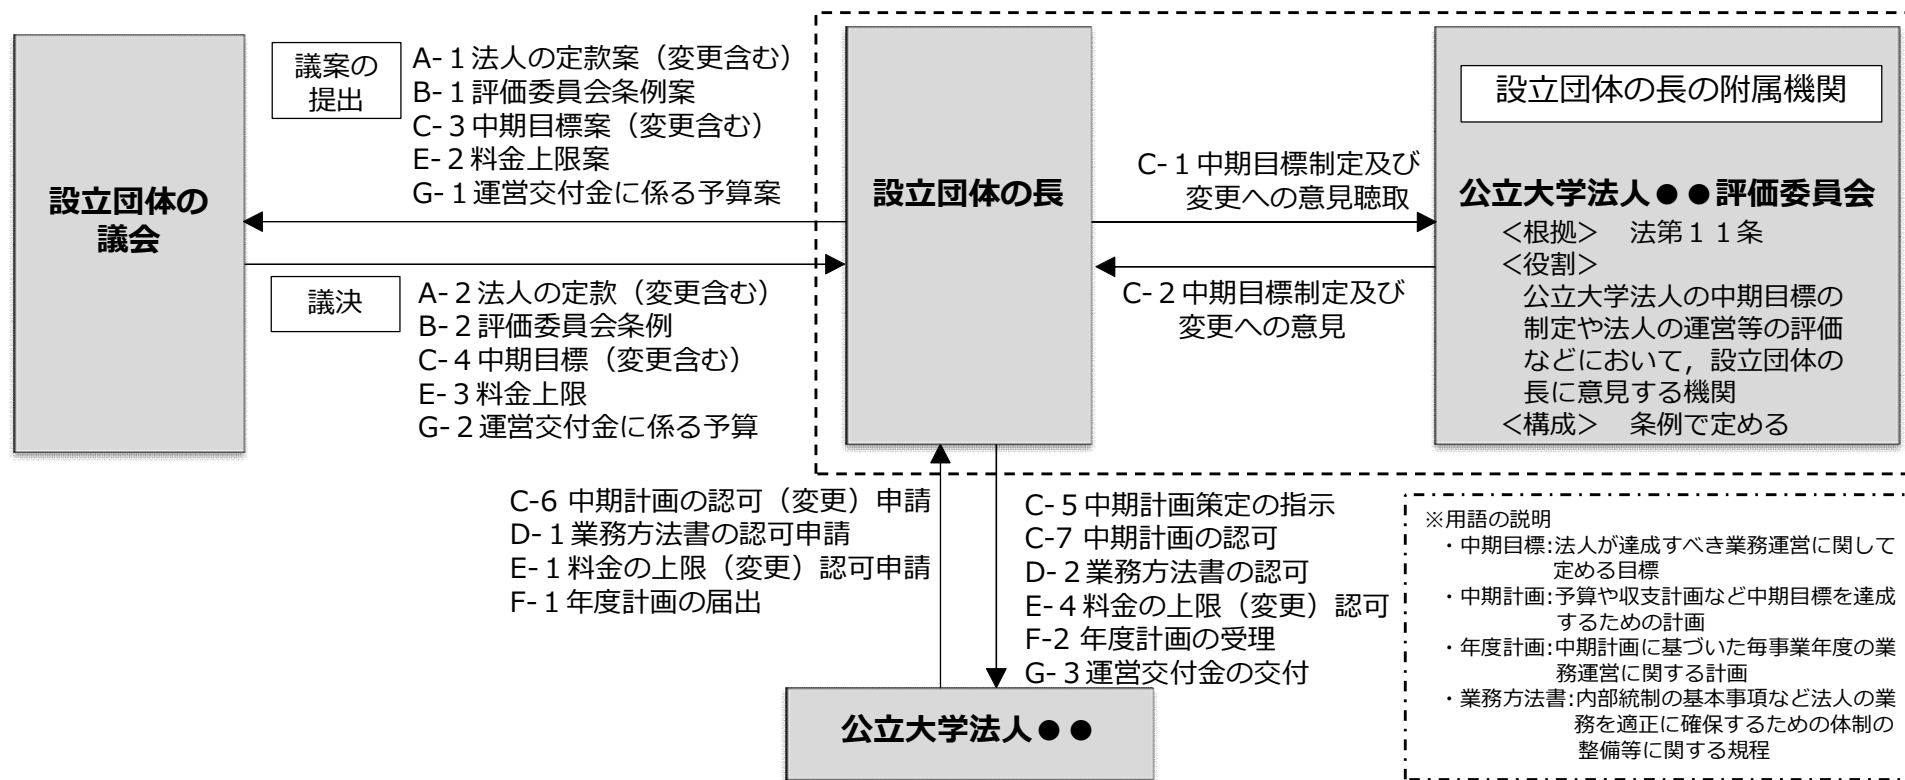 議案の
提出
A-１法人の定款案（変更含む）
B-１評価委員会条例案
C-３中期目標案（変更含む）
E-２料金上限案
G-１運営交付金に係る予算案
設立団体の
議会
議決
A-２法人の定款（変更含む）
B-２評価委員会条例
C-４中期目標（変更含む）
E-３料金上限
G-２運営交付金に係る予算
設立団体の長
C-１中期目標制定及び
変更への意見聴取
C-２中期目標制定及び
変更への意見
設立団体の長の附属機関
公立大学法人●●評価委員会
＜根拠＞　法第１１条
＜役割＞
公立大学法人の中期目標の
制定や法人の運営等の評価
などにおいて，設立団体の
長に意見する機関
＜構成＞　条例で定める
C-6 中期計画の認可（変更）申請
D-１業務方法書の認可申請
E-１料金の上限（変更）認可申請
F-１年度計画の届出
C-５中期計画策定の指示
C-7 中期計画の認可
D-２業務方法書の認可
E-４料金の上限（変更）認可
F-2 年度計画の受理
G-３運営交付金の交付
公立大学法人●●
※用語の説明
・中期目標:法人が達成すべき業務運営に関して
定める目標
・中期計画:予算や収支計画など中期目標を達成
するための計画
・年度計画:中期計画に基づいた毎事業年度の業
務運営に関する計画
・業務方法書:内部統制の基本事項など法人の業
務を適正に確保するための体制の
整備等に関する規程